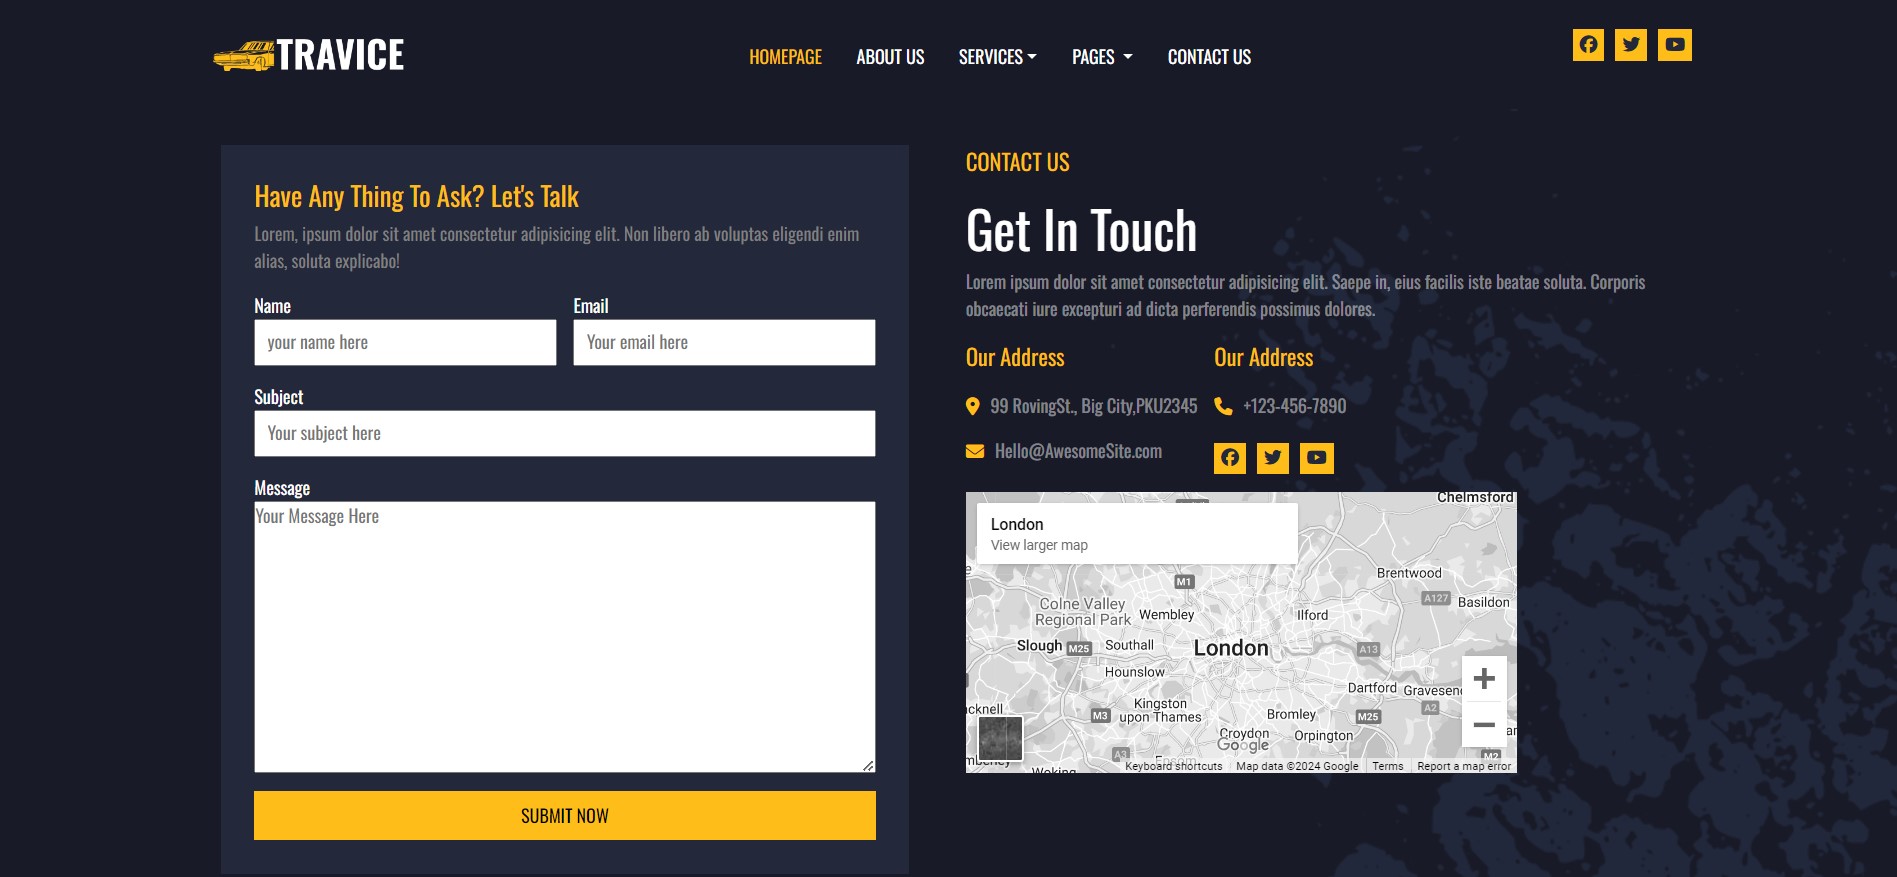 TRAVICE
HOMEPAGE
ABOUT US
SERVICES
PAGES
CONTACT US
Have Any Thing To Ask? Let's Talk
Lorem, ipsum dolor sit amet consectetur adipisicing elit. Non libero ab voluptas eligendi enim
alias, soluta explicabo!
Name
Email
your name here
Your email here
Subject
Your subject here
Message
Your Message Here
SUBMIT NOW
CONTACT US
Get In Touch
Lorem ipsum dolor sit amet consectetur adipisicing elit. Saepe in, eius facilis iste beatae soluta. Corporis
obcaecati iure excepturi ad dicta perferendis possimus dolores.
Our Address
Our Address
99 RovingSt., Big City,PKU2345
+123-456-7890
Hello@AwesomeSite.com
Chelmsford
London
View larger map
Brentwood
M1
A127
Basildon
Colne Valley
Regional Park
Wembley
Ilford
Slough
M25
Southall
London
A13
Hounslow
Dartford
Gravesen
A2
cknell
M3
Kingston
upon Thames
Bromley
M25
Croydon
Orpington
Google
A3
Epsom
M2
Woking
Keyboard shortcuts
Map data ©2024 Google
Terms
Report a map error